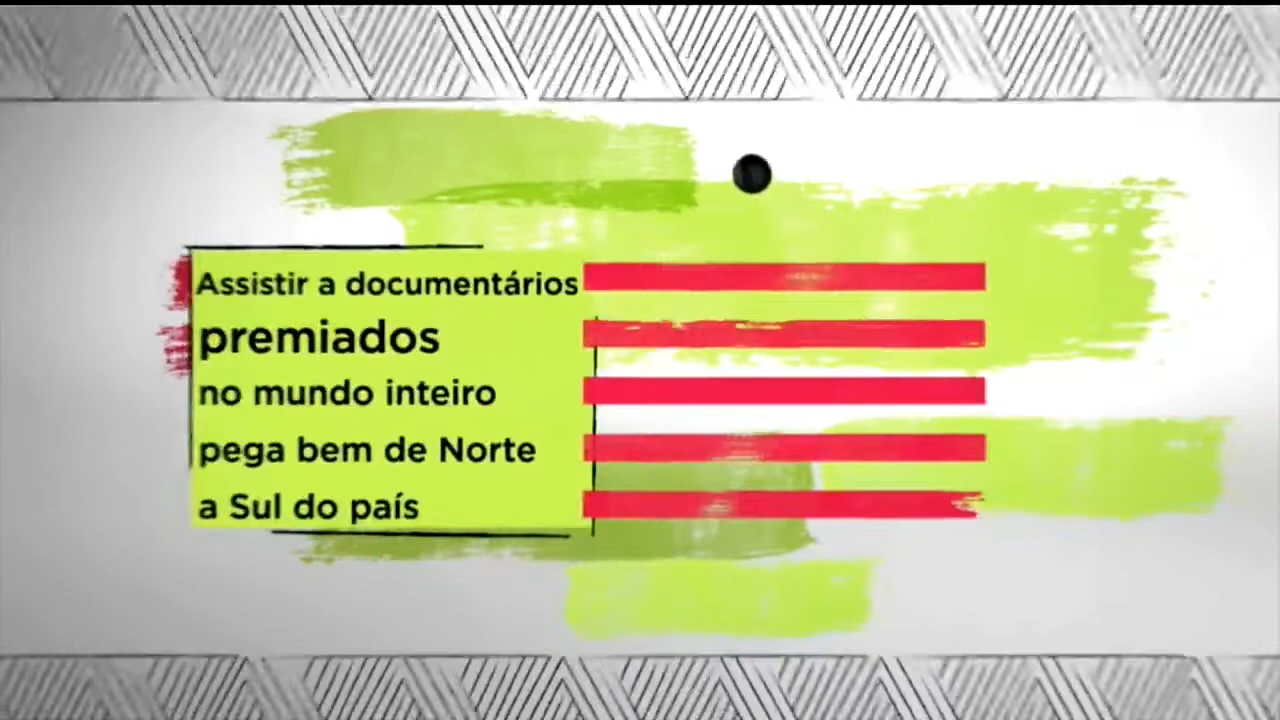 Assistir a documentários
premiados
no mundo inteiro
pega bem de Norte
a Sul do país